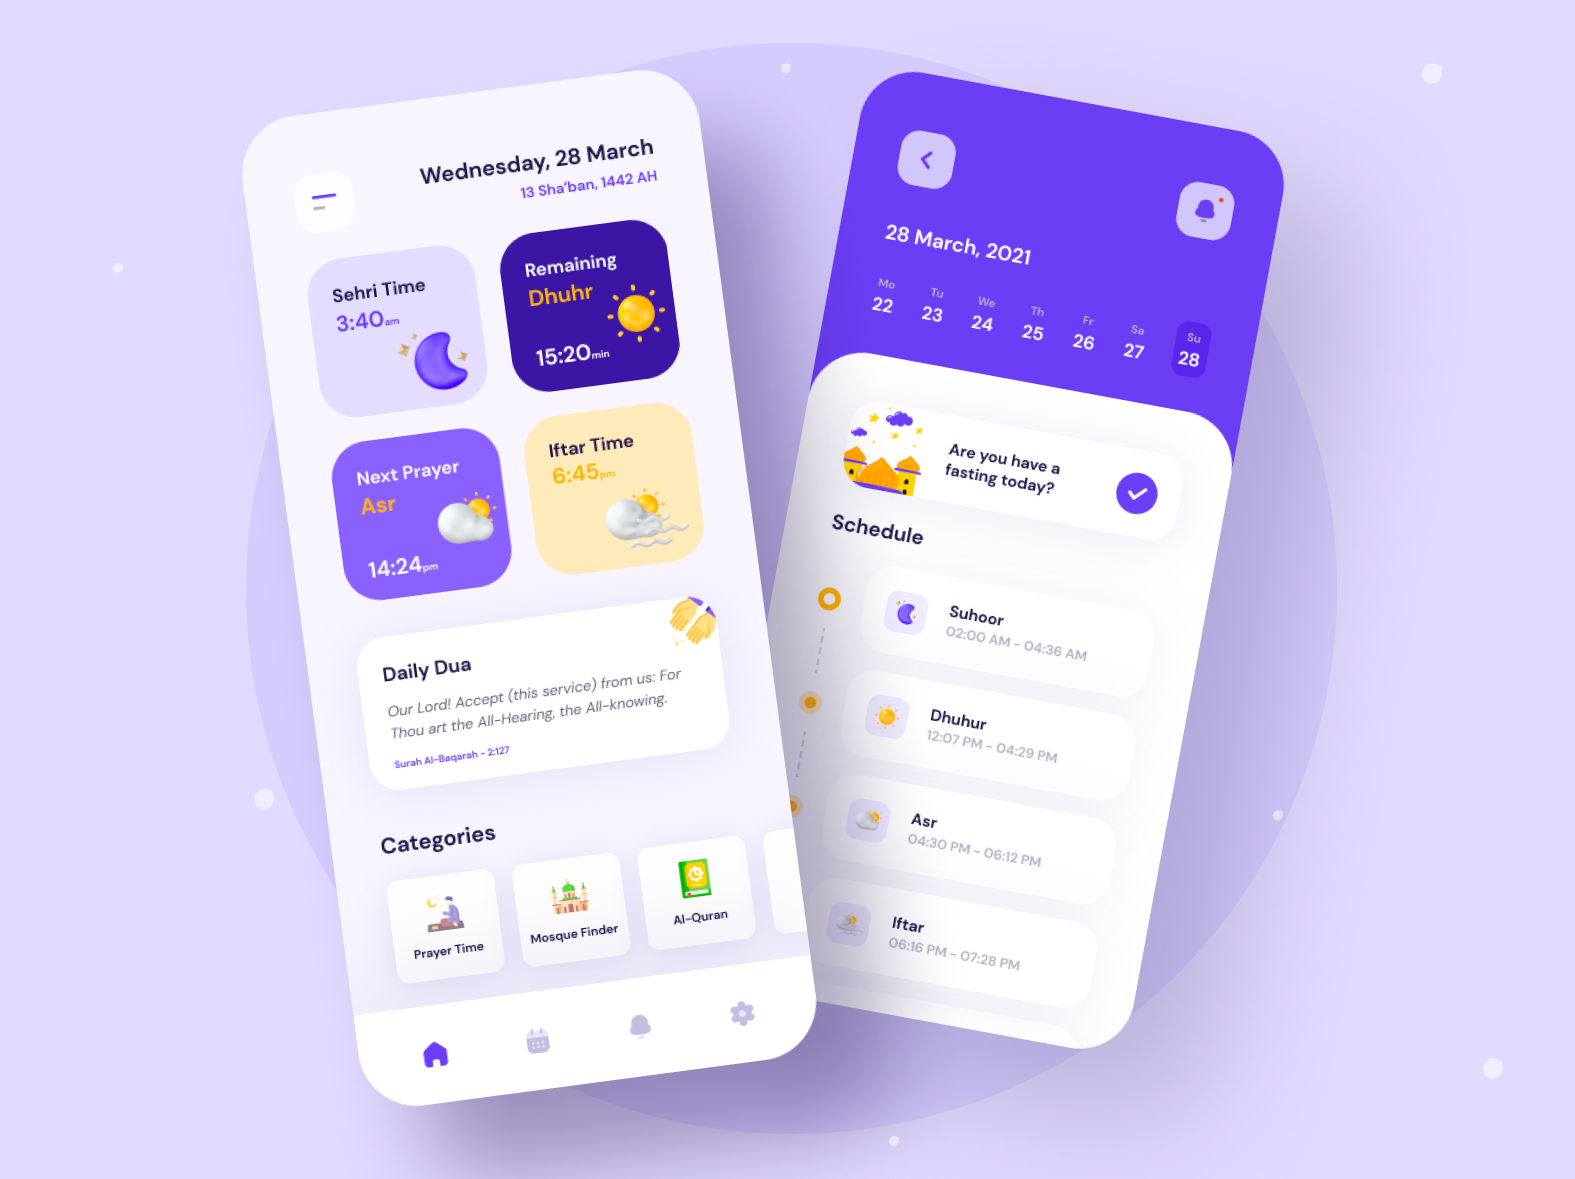 Wednesday, 28 March
13 Sha'ban, 1442 AH
Sehri Time
3:40am
Remaining
Dhuhr
15:20min
Next Prayer
Asr
14:24pm
Iftar Time
6:45pm
Daily Dua
Our Lord! Accept (this service) from us: For
Thou art the All-Hearing, the All-knowing.
Surah Al-Baqarah - 2:127
Categories
Prayer Time
Mosque Finder
Al-Quran
28 March, 2021
Mo Tu We Th Fr Sa Su
22 23 24 25 26 27 28
Are you have a
fasting today?
Schedule
Suhoor
02:00 AM - 04:36 AM
Dhuhur
12:07 PM - 04:29 PM
Asr
04:30 PM - 06:12 PM
Iftar
06:16 PM - 07:28 PM